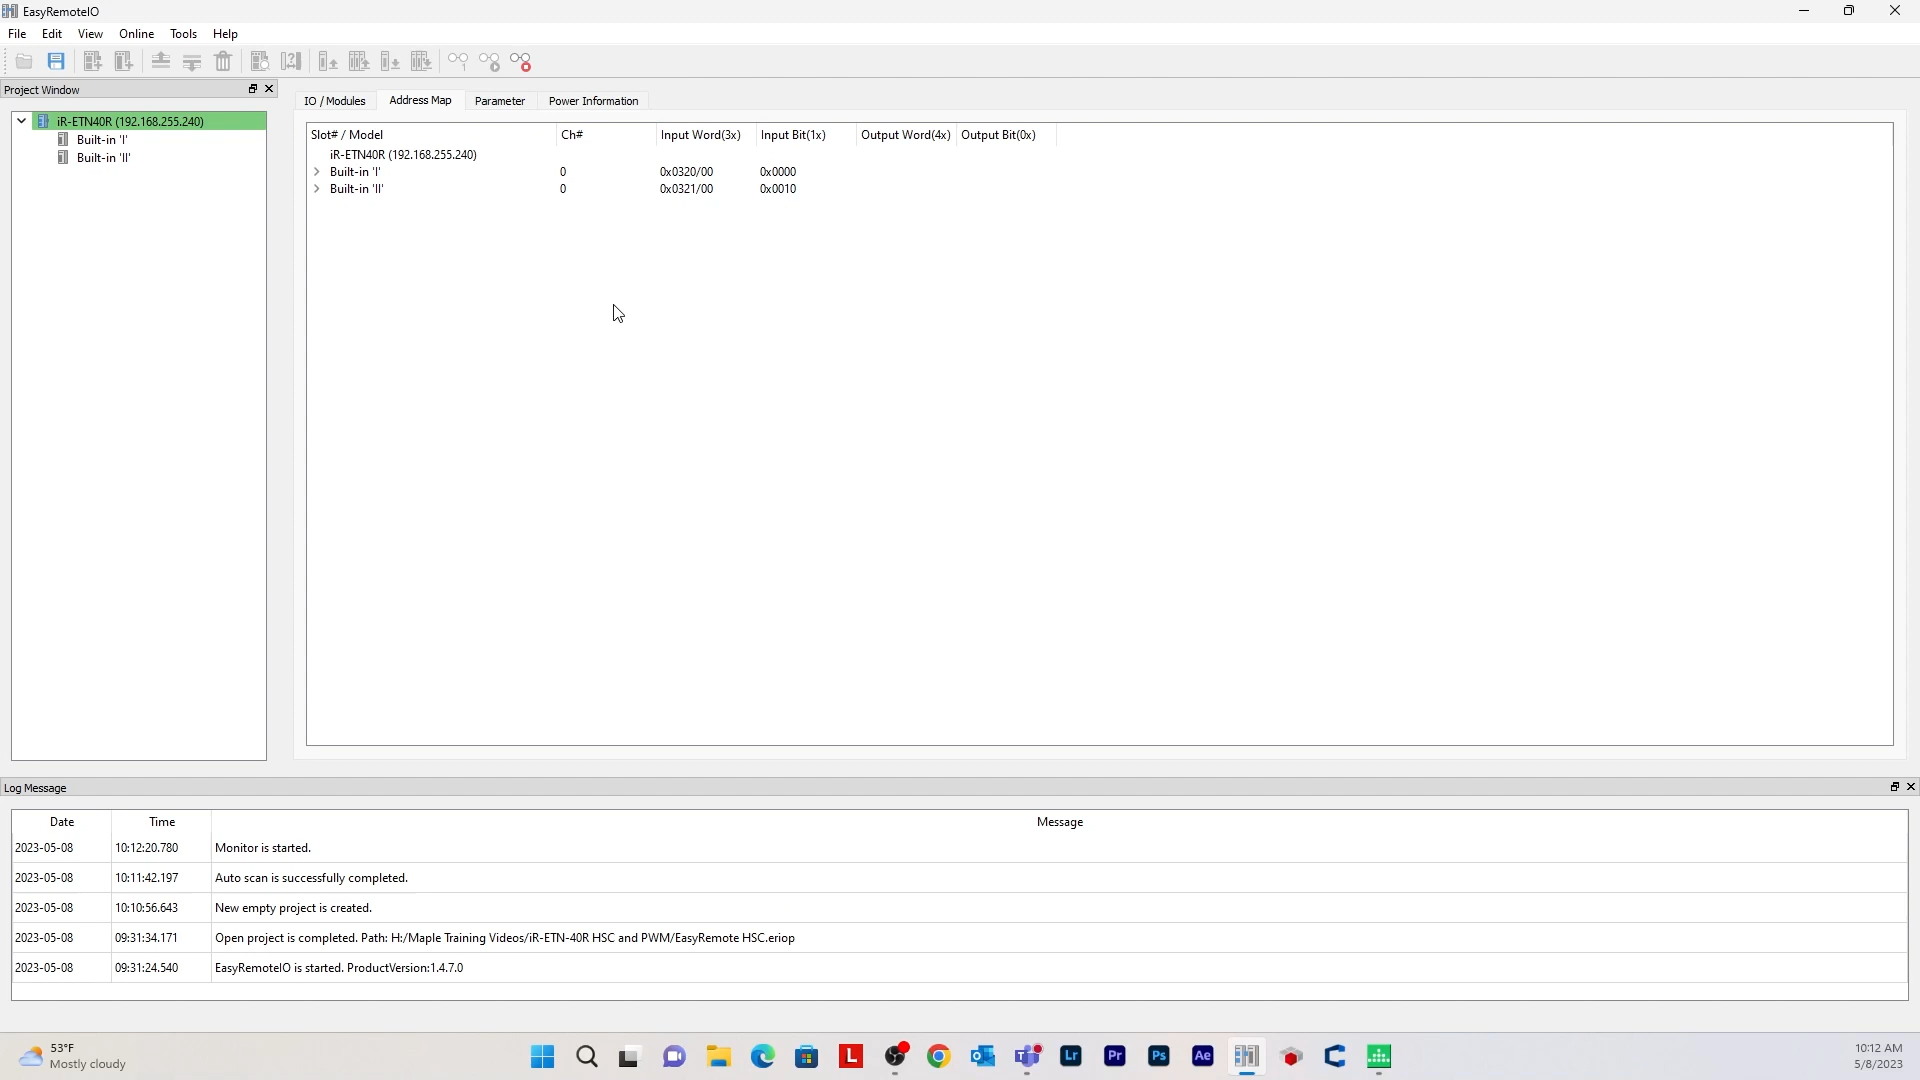 EasyRemoteIO
File Edit View Online Tools Help
Project Window
iR-ETN40R (192.168.255.240)
Built-in 'I'
Built-in 'II'
IO / Modules Address Map Parameter Power Information
Slot# / Model Ch# Input Word(3x) Input Bit(1x) Output Word(4x) Output Bit(0x)
iR-ETN40R (192.168.255.240)
Built-in 'I' 0 0x0320/00 0x0000
Built-in 'II' 0 0x0321/00 0x0010
Log Message
Date Time Message
2023-05-08 10:12:20.780 Monitor is started.
2023-05-08 10:11:42.197 Auto scan is successfully completed.
2023-05-08 10:10:56.643 New empty project is created.
2023-05-08 09:31:34.171 Open project is completed. Path: H:/Maple Training Videos/iR-ETN-40R HSC and PWM/EasyRemote HSC.eriop
2023-05-08 09:31:24.540 EasyRemoteIO is started. ProductVersion:1.4.7.0
53°F
Mostly cloudy
L
Lr
Pr
Ps
Ae
10:12 AM
5/8/2023